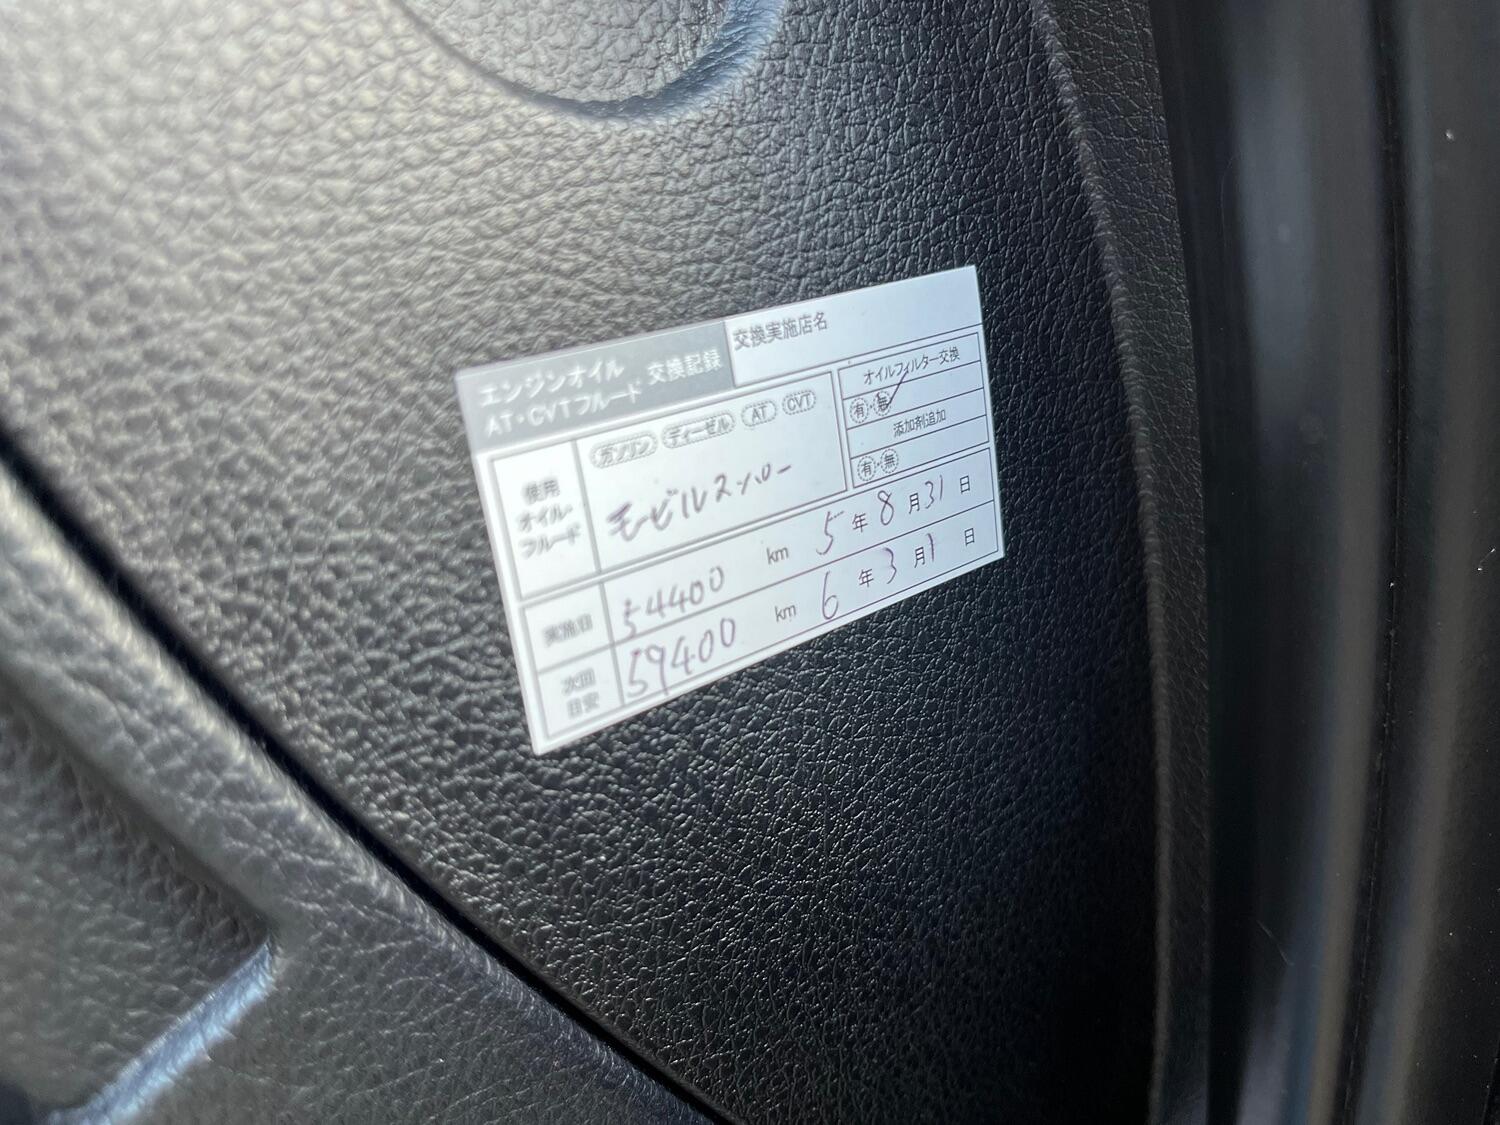 エンジンオイル 交換記録
AT・CVTフルード
交換実施店名
ガソリン ディーゼル AT CVT
モービルスーパー
使用
オイル・
フルード
オイルフィルター交換
有・無
添加剤追加
有・無
実施日 54400 km 5年8月31日
次回
目安 59400 km 6年3月1日